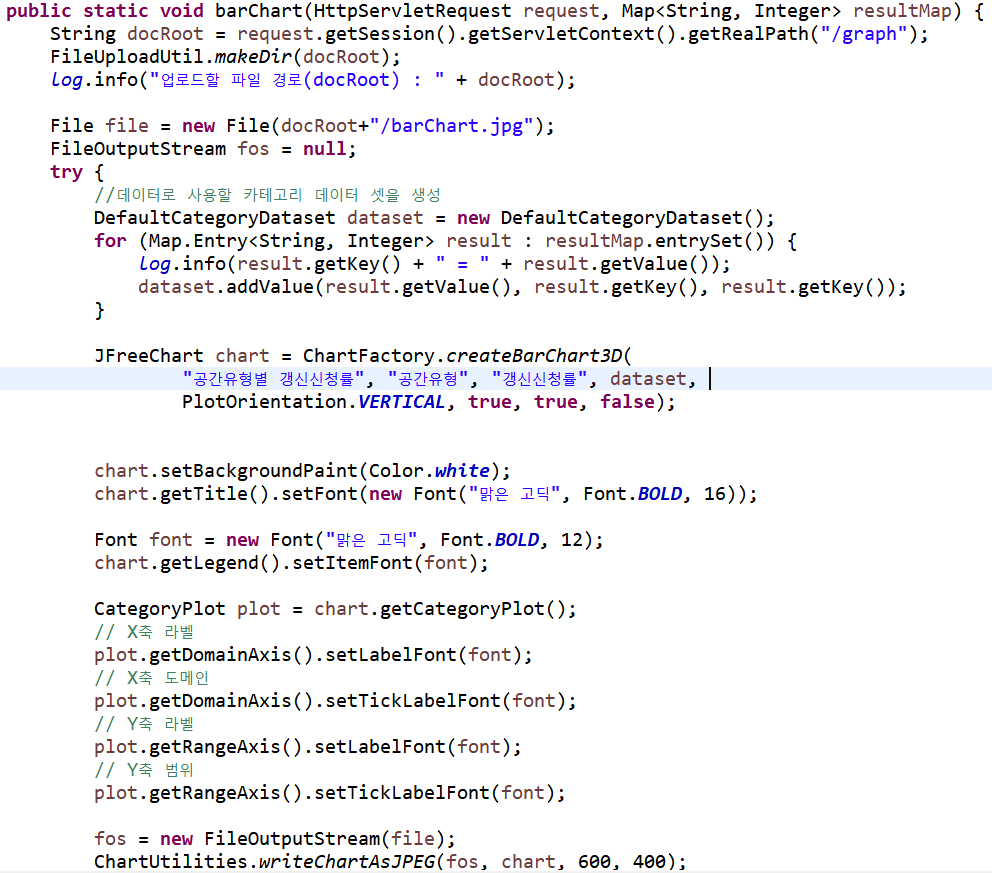 public static void barChart(HttpServletRequest request, Map<String, Integer> resultMap) {
String docRoot = request.getSession().getServletContext().getRealPath("/graph");
FileUploadUtil.makeDir(docRoot);
log.info("업로드할 파일 경로(docRoot) : " + docRoot);
File file = new File(docRoot+"/barChart.jpg");
FileOutputStream fos = null;
try {
//데이터로 사용할 카테고리 데이터 셋을 생성
DefaultCategoryDataset dataset = new DefaultCategoryDataset();
for (Map.Entry<String, Integer> result : resultMap.entrySet()) {
log.info(result.getKey() + " = " + result.getValue());
dataset.addValue(result.getValue(), result.getKey(), result.getKey());
}
JFreeChart chart = ChartFactory.createBarChart3D(
"공간유형별 갱신신청률", "공간유형", "갱신신청률", dataset,
PlotOrientation.VERTICAL, true, true, false);
chart.setBackgroundPaint(Color.white);
chart.getTitle().setFont(new Font("맑은 고딕", Font.BOLD, 16));
Font font = new Font("맑은 고딕", Font.BOLD, 12);
chart.getLegend().setItemFont(font);
CategoryPlot plot = chart.getCategoryPlot();
// X축 라벨
plot.getDomainAxis().setLabelFont(font);
// X축 도메인
plot.getDomainAxis().setTickLabelFont(font);
// Y축 라벨
plot.getRangeAxis().setLabelFont(font);
// Y축 범위
plot.getRangeAxis().setTickLabelFont(font);
fos = new FileOutputStream(file);
ChartUtilities.writeChartAsJPEG(fos, chart, 600, 400);